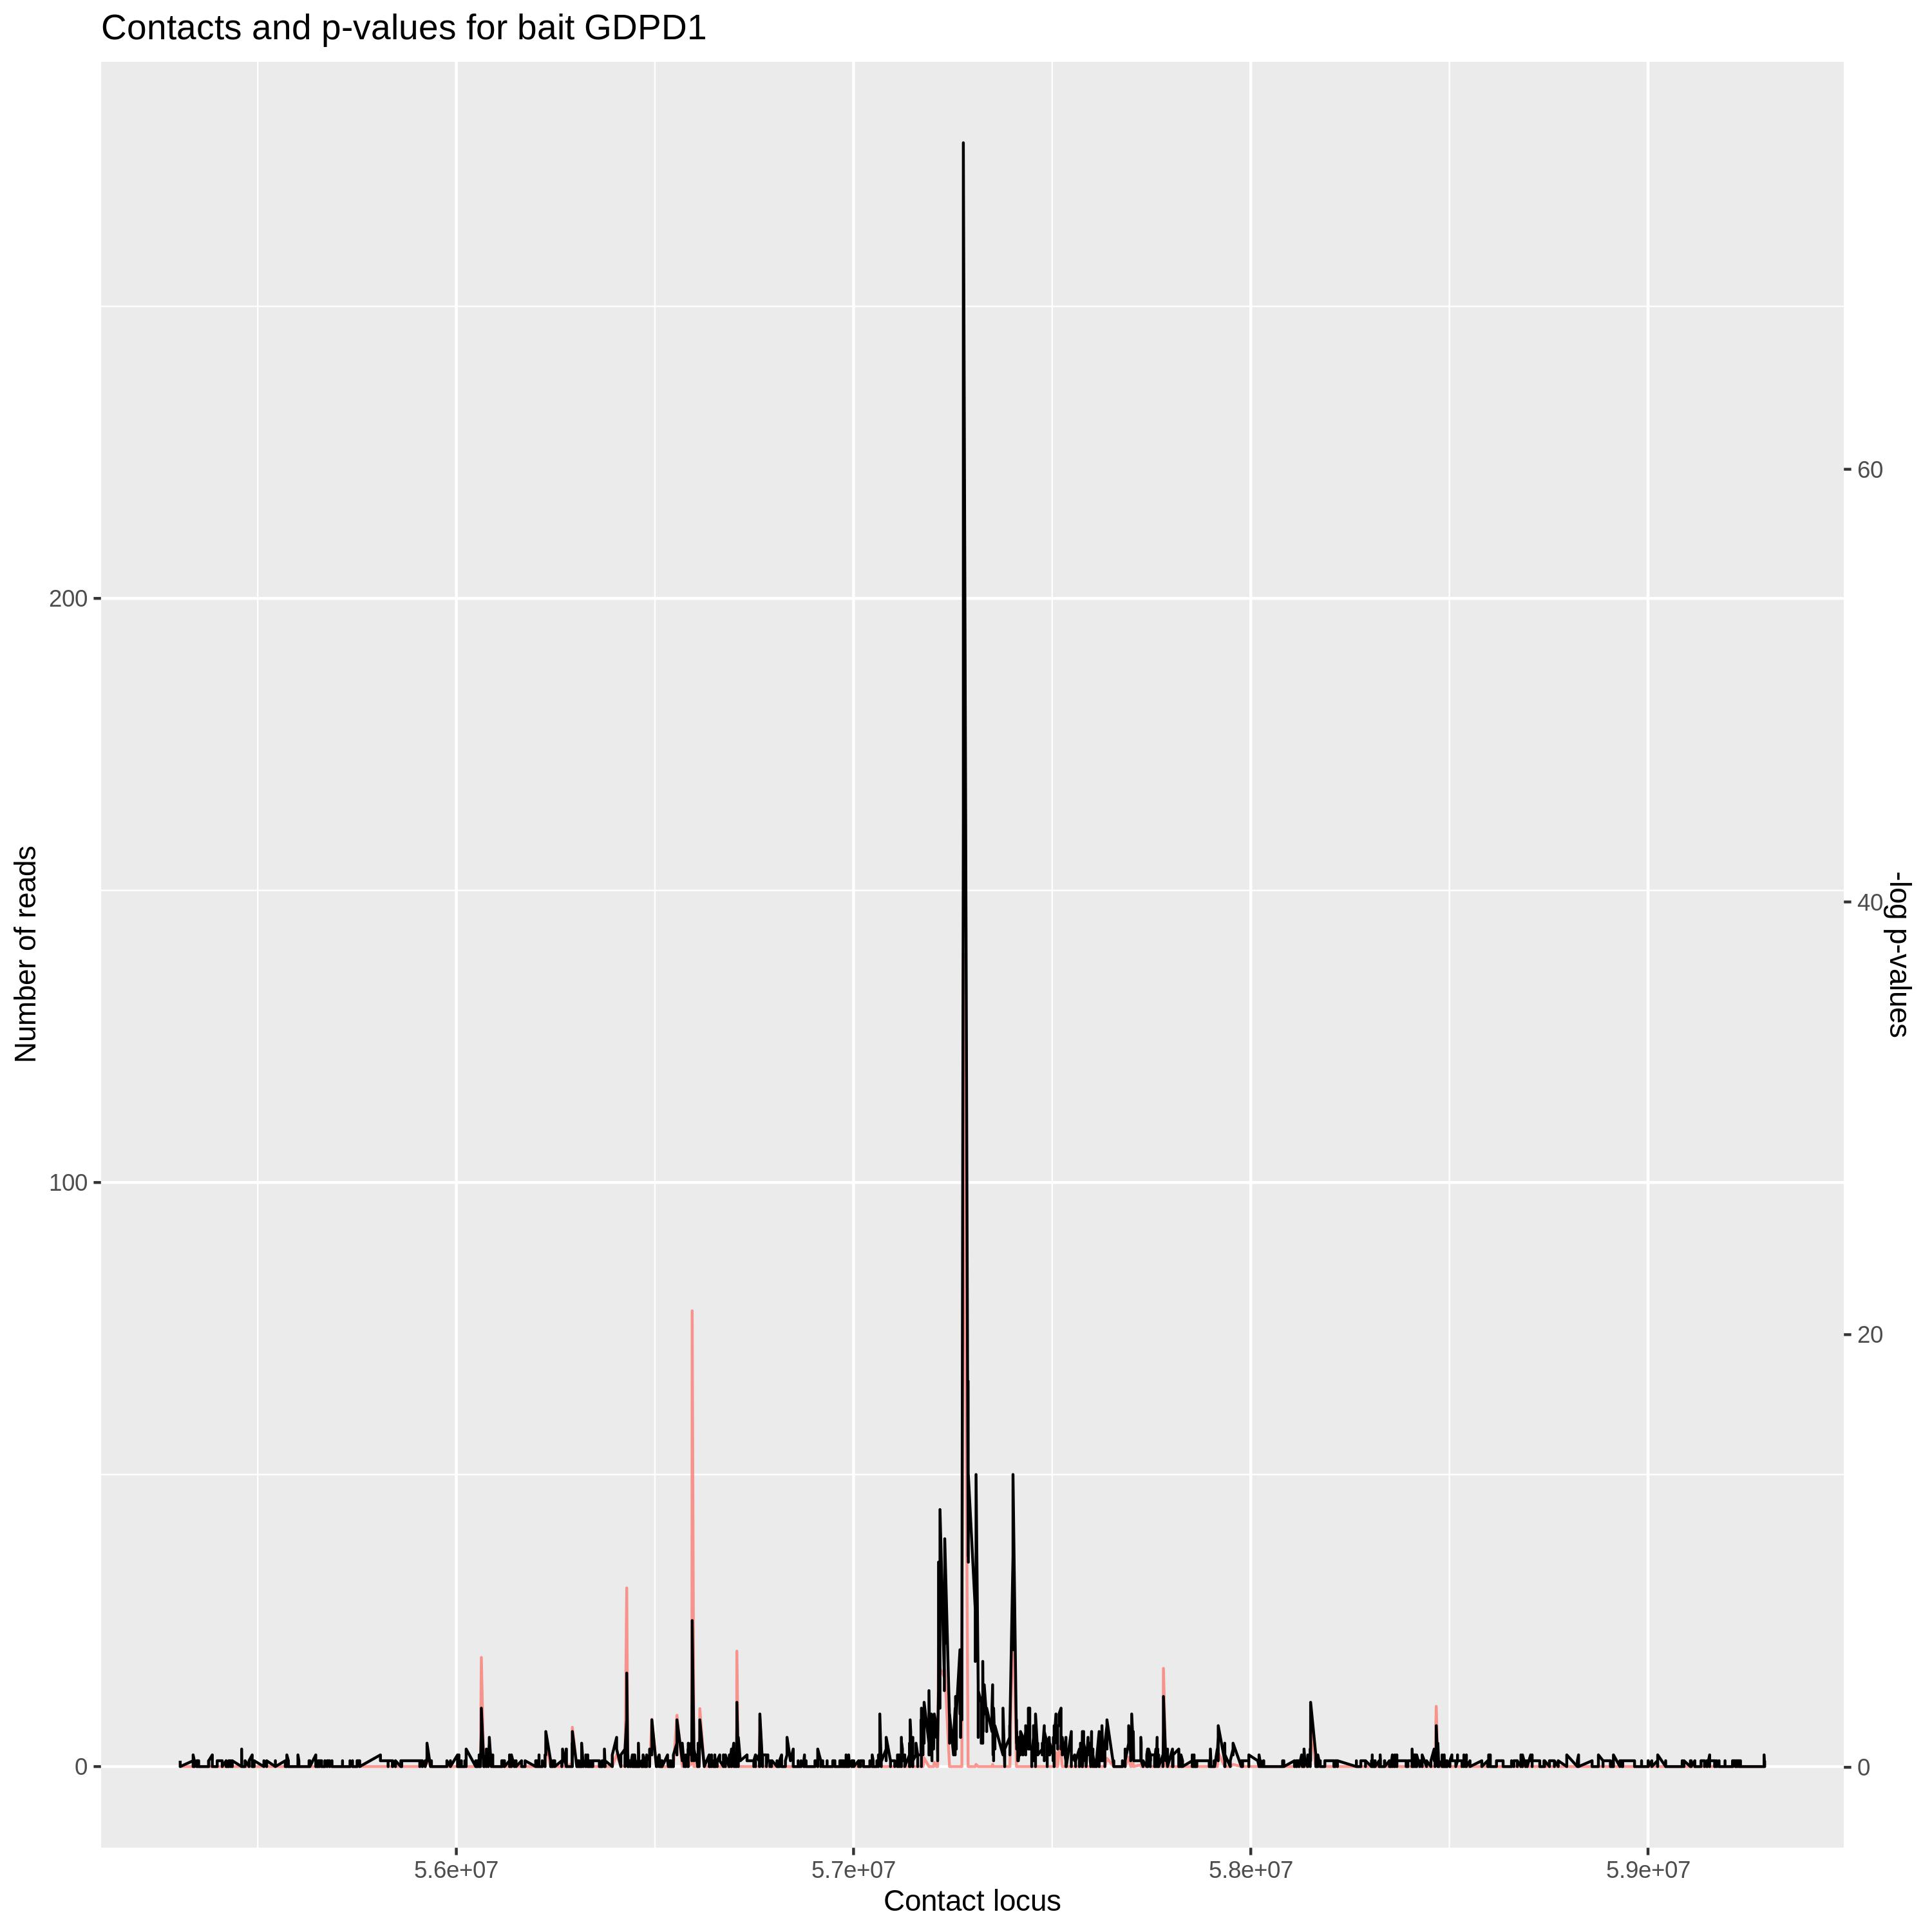 Contacts and p-values for bait GDPD1
Number of reads
200
100
0
60
40
20
0
-log p-values
5.6e+07
5.7e+07
5.8e+07
5.9e+07
Contact locus